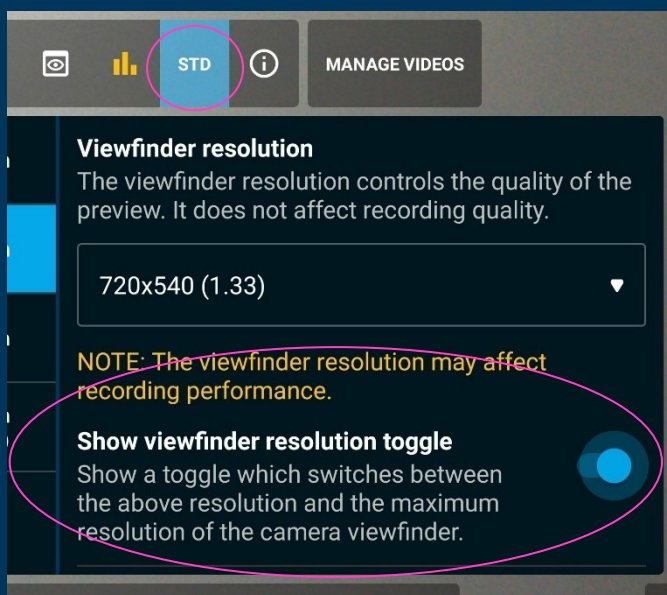 STD
MANAGE VIDEOS
Viewfinder resolution
The viewfinder resolution controls the quality of the
preview. It does not affect recording quality.
720x540 (1.33)
NOTE: The viewfinder resolution may affect
recording performance.
Show viewfinder resolution toggle
Show a toggle which switches between
the above resolution and the maximum
resolution of the camera viewfinder.